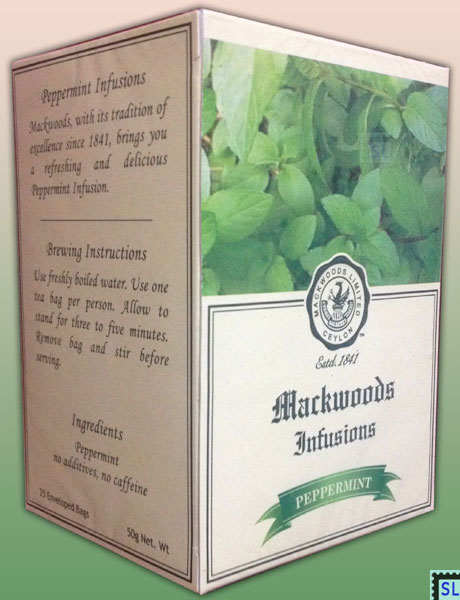 Peppermint Infusions
Mackwoods, with its tradition of
excellence since 1841, brings you
a refreshing and delicious
Peppermint Infusion.
Brewing Instructions
Use freshly boiled water. Use one
tea bag per person. Allow to
stand for three to five minutes.
Remove bag and stir before
serving.
Ingredients
Peppermint
no additives, no caffeine
25 Enveloped Bags
50g Net. Wt
MACKWOODS LIMITED
CEYLON
TM
Estd. 1841
Mackwoods
Infusions
PEPPERMINT
SL